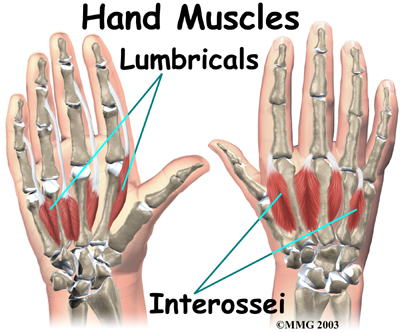 Hand Muscles
Lumbricals
Interossei
©MMG 2003